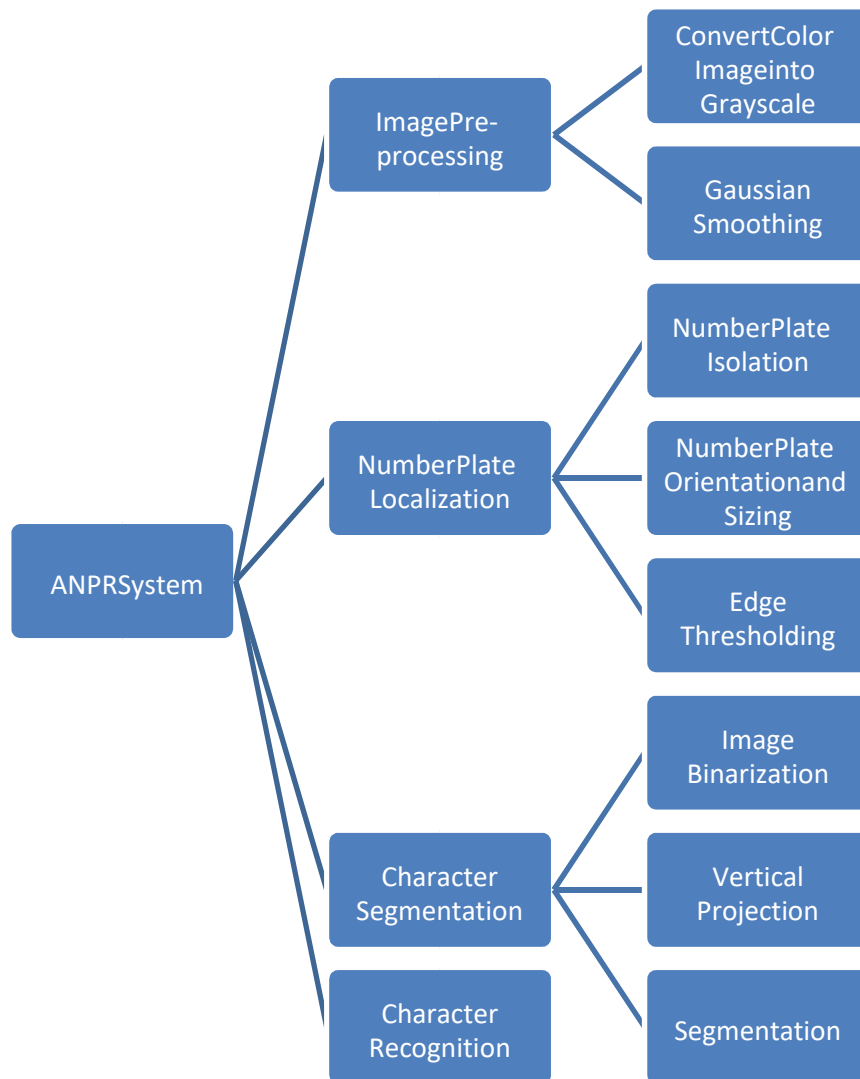 ConvertColor
Imageinto
Grayscale
ImagePre-
processing
Gaussian
Smoothing
NumberPlate
Isolation
NumberPlate
Localization
NumberPlate
Orientationand
Sizing
ANPRSystem
Edge
Thresholding
Image
Binarization
Character
Segmentation
Vertical
Projection
Character
Recognition
Segmentation